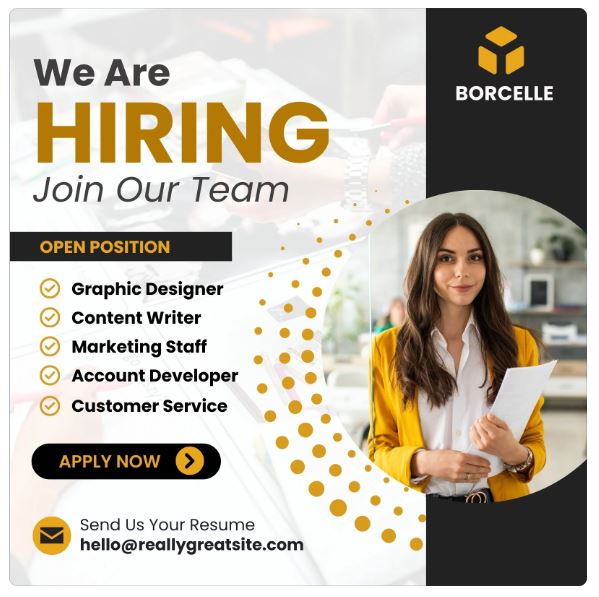 We Are
HIRING
Join Our Team
BORCELLE
OPEN POSITION
Graphic Designer
Content Writer
Marketing Staff
Account Developer
Customer Service
APPLY NOW
Send Us Your Resume
hello@reallygreatsite.com